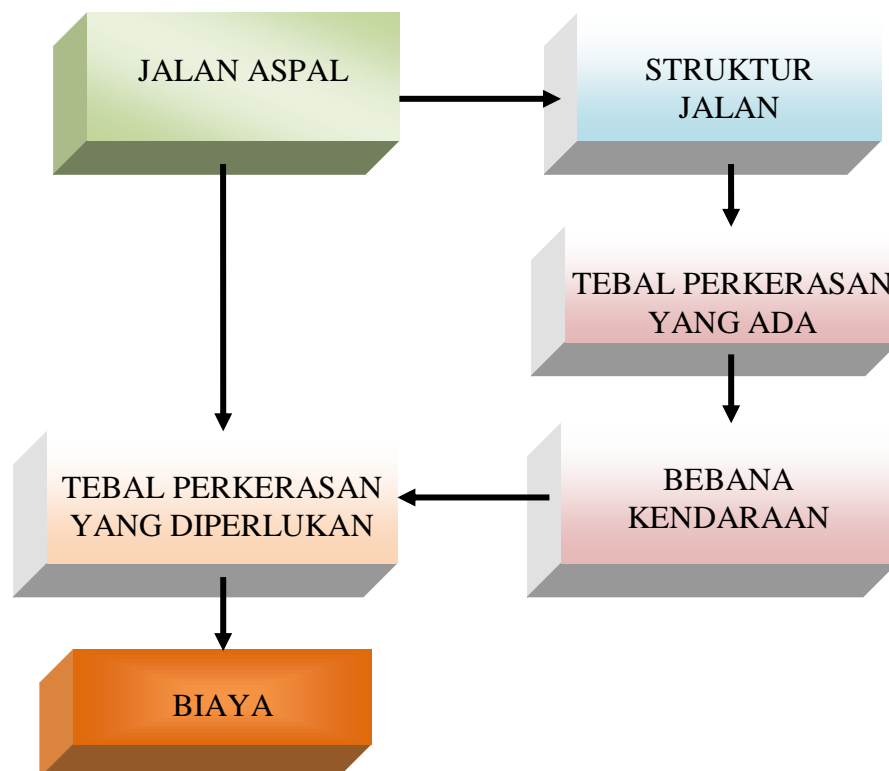 JALAN ASPAL
STRUKTUR
JALAN
TEBAL PERKERASAN
YANG ADA
BEBANA
KENDARAAN
TEBAL PERKERASAN
YANG DIPERLUKAN
BIAYA